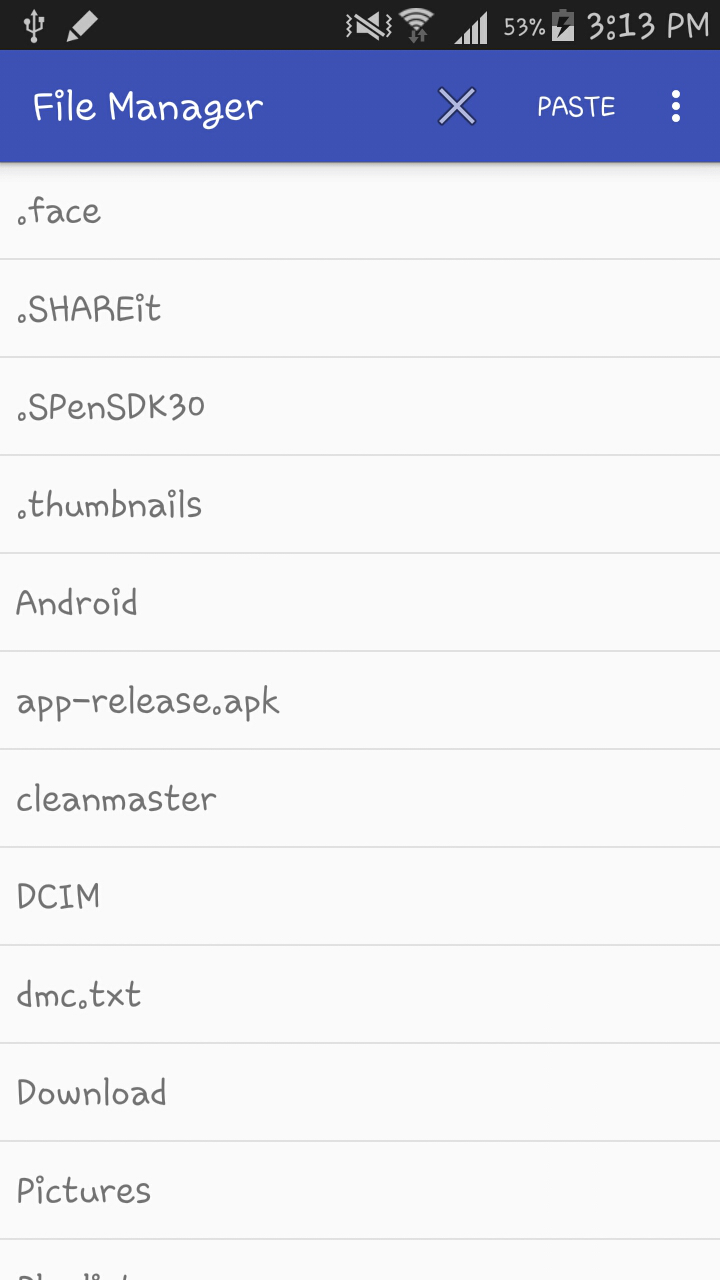 53% 3:13 PM
File Manager PASTE
.face
.SHAREit
.SPenSDK30
.thumbnails
Android
app-release.apk
cleanmaster
DCIM
dmc.txt
Download
Pictures